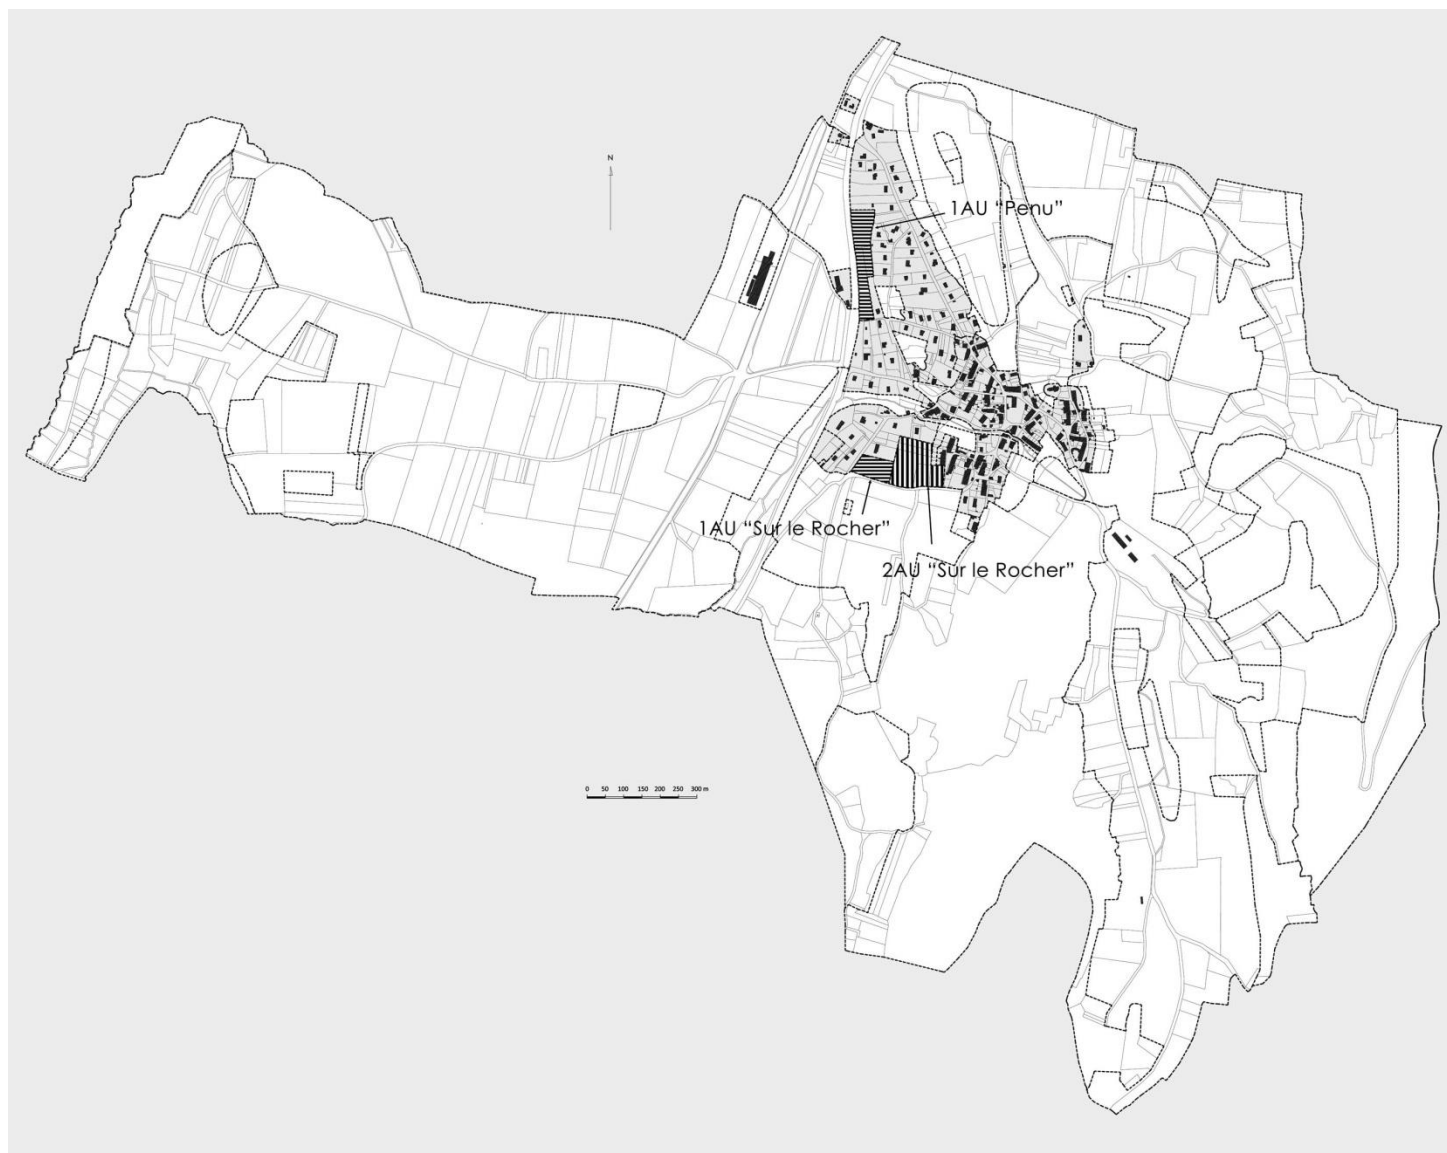 N
1AU “Penu”
1AU “Sur le Rocher”
2AU “Sur le Rocher”
0 50 100 150 200 250 300 m